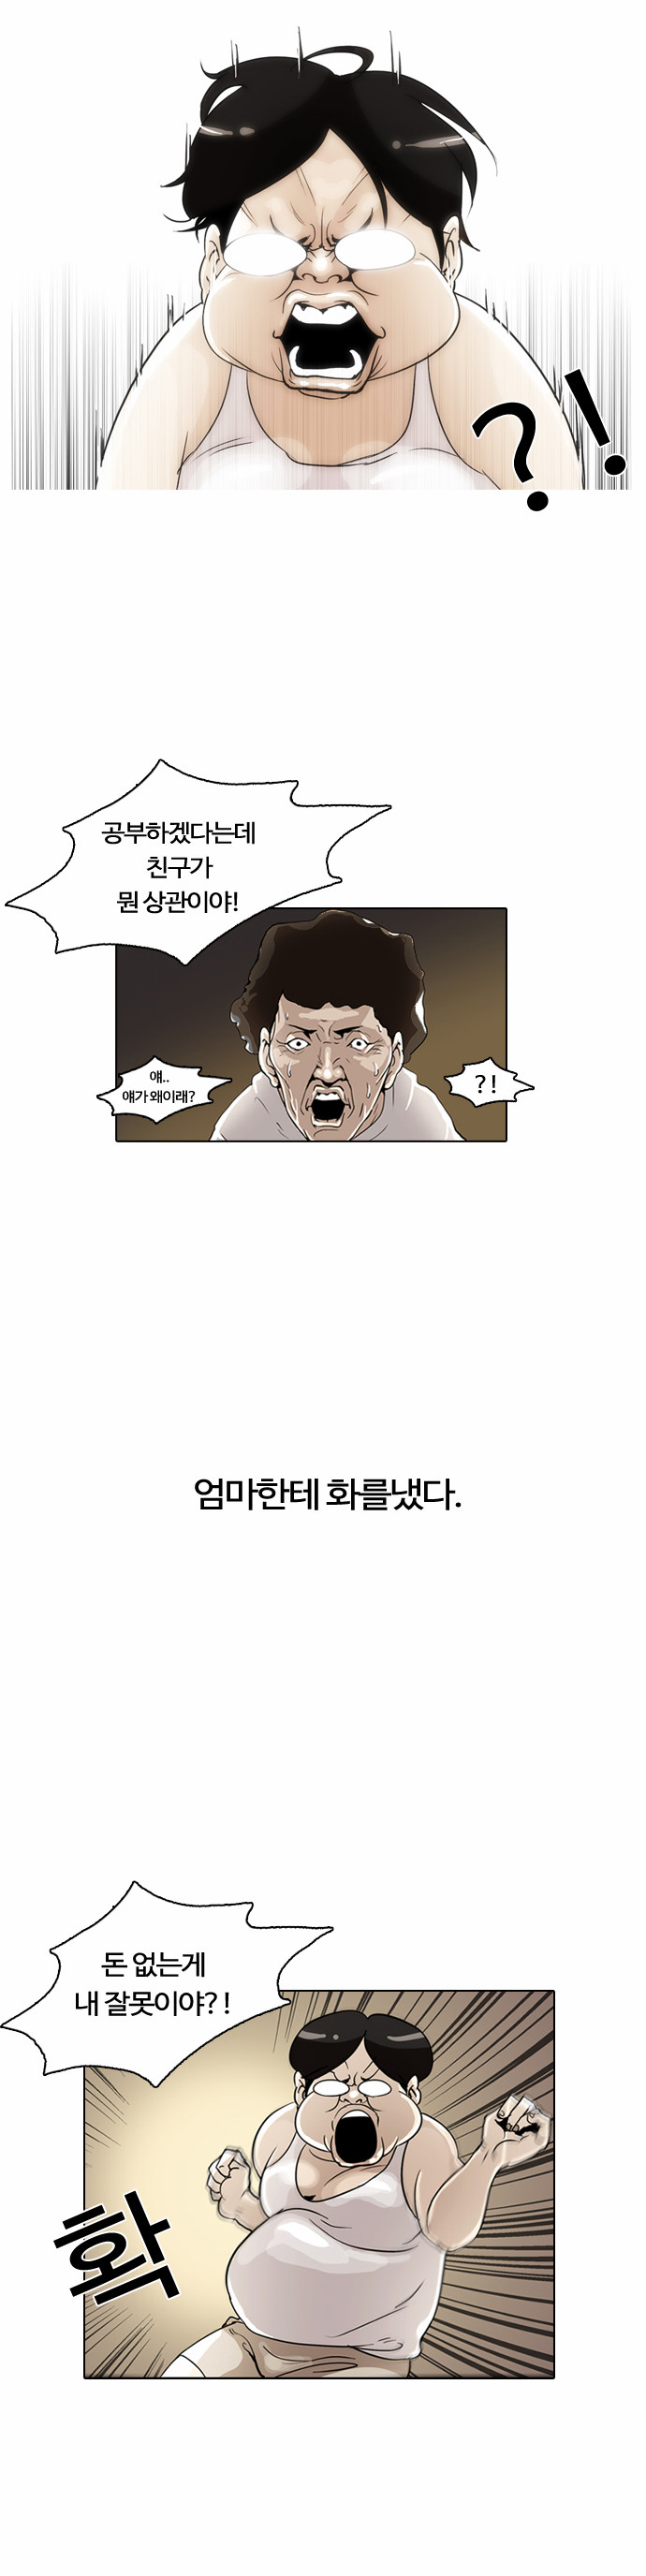 ?!
공부하겠다는데
친구가
뭔 상관이야!
얘..
얘가 왜이래?
?!
엄마한테 화를냈다.
돈 없는게
내 잘못이야?!
확